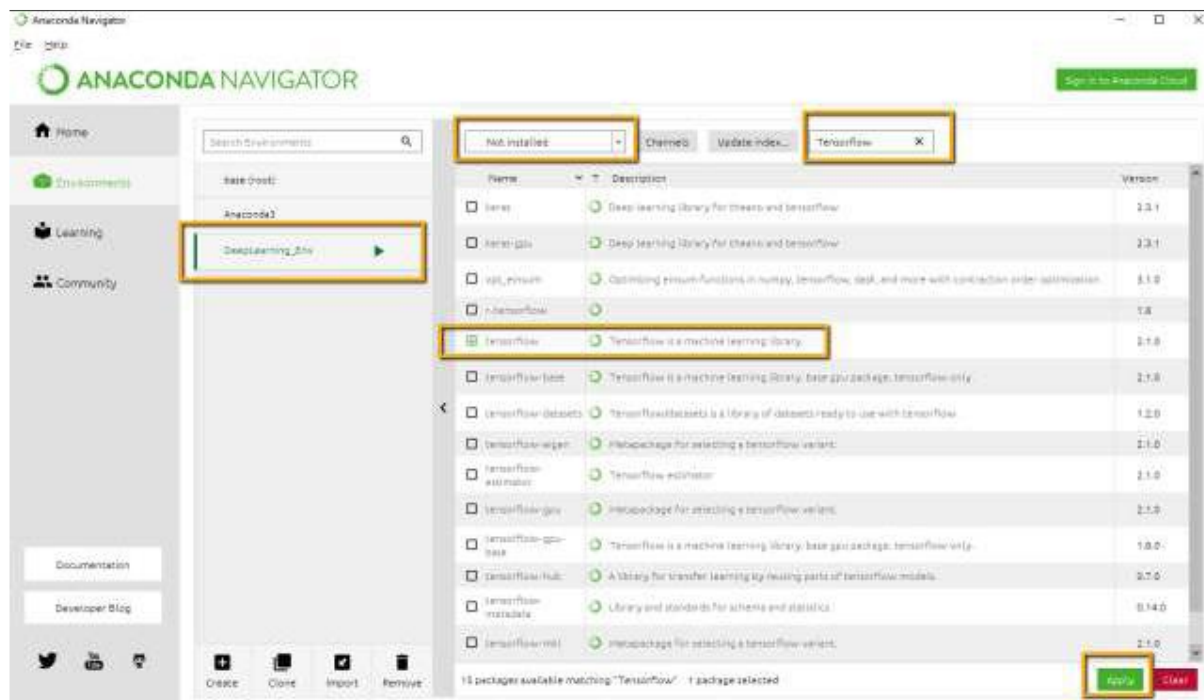 Anaconda Navigator
File Help
ANACONDA NAVIGATOR
Sign in to Anaconda Cloud
Home
Environments
Learning
Community
Documentation
Developer Blog
Search Environments
base (root)
Anaconda3
DeepLearning_Env
Create Clone Import Remove
Not installed Channels Update index... Tensorflow
Name T Description Version
keras Deep learning library for theano and tensorflow 2.3.1
keras-gpu Deep learning library for theano and tensorflow 2.3.1
opt_einsum Optimizing einsum functions in numpy, tensorflow, dask, and more with contraction order optimization. 3.1.0
r-tensorflow 1.8
tensorflow Tensorflow is a machine learning library. 2.1.0
tensorflow-base Tensorflow is a machine learning library, base gpu package, tensorflow only. 2.1.0
tensorflow-datasets Tensorflow/datasets is a library of datasets ready to use with tensorflow 1.2.0
tensorflow-eigen Metapackage for selecting a tensorflow variant. 2.1.0
tensorflow-estimator Tensorflow estimator 2.1.0
tensorflow-gpu Metapackage for selecting a tensorflow variant. 2.1.0
tensorflow-gpu-base Tensorflow is a machine learning library, base gpu package, tensorflow only. 1.8.0
tensorflow-hub A library for transfer learning by reusing parts of tensorflow models. 0.7.0
tensorflow-metadata Library and standards for schema and statistics. 0.14.0
tensorflow-mkl Metapackage for selecting a tensorflow variant. 2.1.0
15 packages available matching "Tensorflow" 1 package selected
Apply Clear